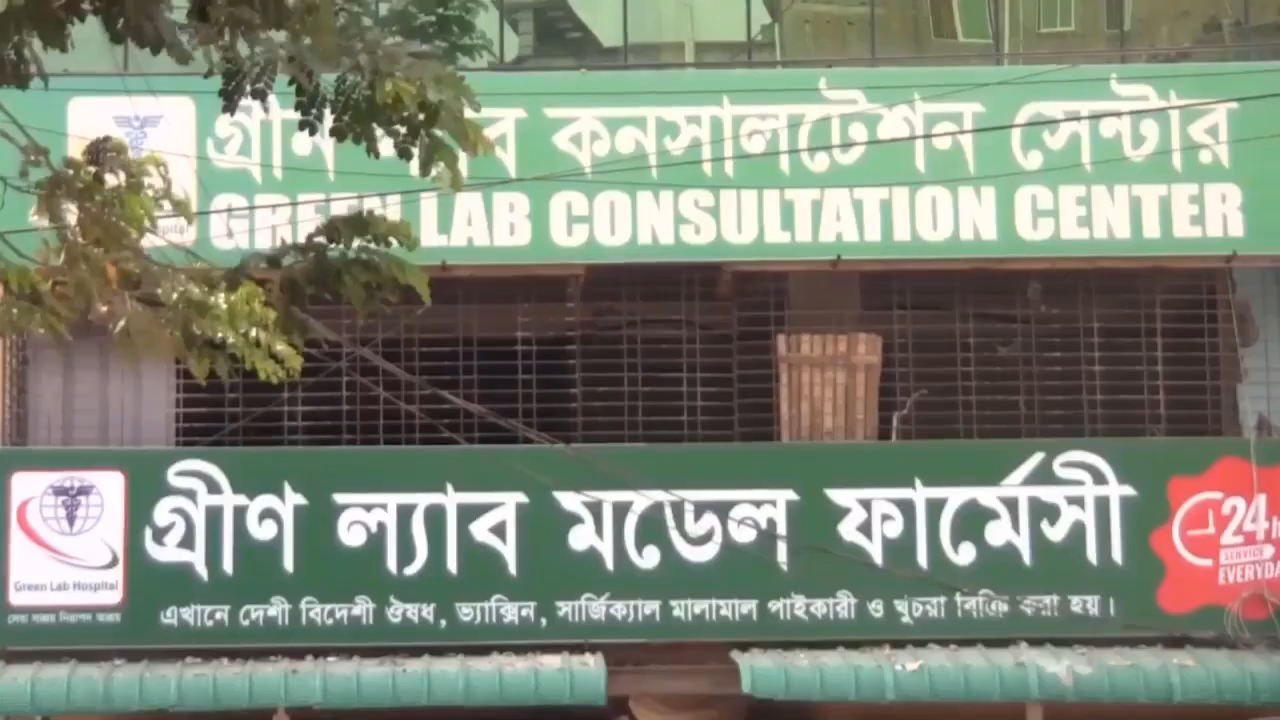 গ্রীন ল্যাব কনসালটেশন সেন্টার
GREEN LAB CONSULTATION CENTER
গ্রীণ ল্যাব মডেল ফার্মেসী
Green Lab Hospital
এখানে দেশী বিদেশী ঔষধ, ভ্যাক্সিন, সার্জিক্যাল মালামাল পাইকারী ও খুচরা বিক্রি করা হয়।
24
SERVICE
EVERYDA